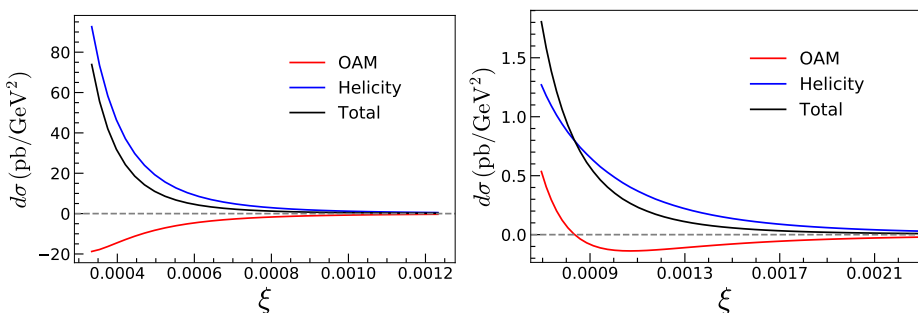 80
60
40
20
0
−20
dσ (pb/GeV²)
OAM
Helicity
Total
0.0004
0.0006
0.0008
0.0010
0.0012
ξ
1.5
1.0
0.5
0.0
dσ (pb/GeV²)
OAM
Helicity
Total
0.0009
0.0013
0.0017
0.0021
ξ